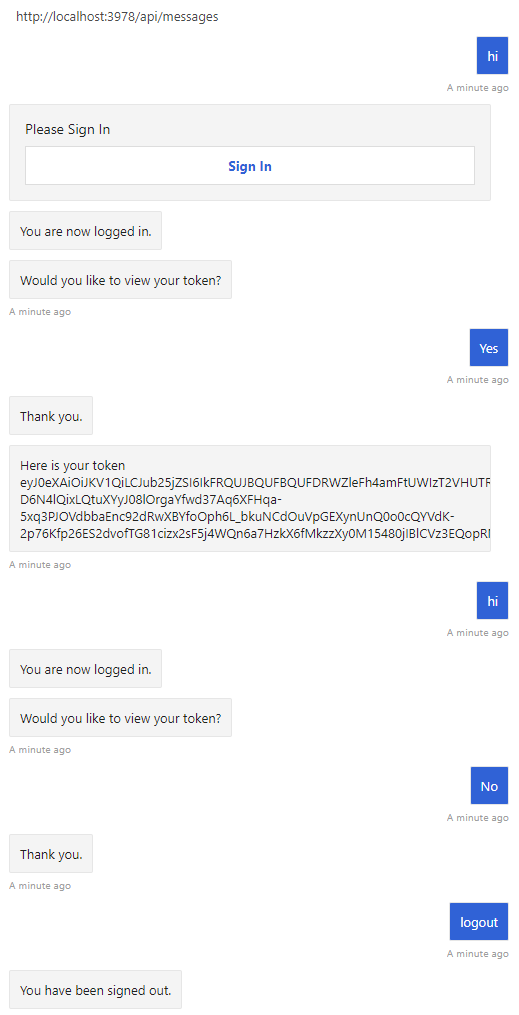 http://localhost:3978/api/messages
hi
A minute ago
Please Sign In
Sign In
You are now logged in.
Would you like to view your token?
A minute ago
Yes
A minute ago
Thank you.
Here is your token
eyJ0eXAiOiJKV1QiLCJub25jZSI6IkFRQUJBQUFBQUFDRWZleFh4amFtUWIzT2VHUTR
D6N4lQixLQtuXYyJ08lOrgaYfwd37Aq6XFHqa-
5xq3PJOVdbbaEnc92dRwXBYfoOph6L_bkuNCdOuVpGEXynUnQ0o0cQYVdK-
2p76Kfp26ES2dvofTG81cizx2sF5j4WQn6a7HzkX6fMkzzXy0M15480jIBlCVz3EQopR
A minute ago
hi
A minute ago
You are now logged in.
Would you like to view your token?
A minute ago
No
A minute ago
Thank you.
A minute ago
logout
A minute ago
You have been signed out.